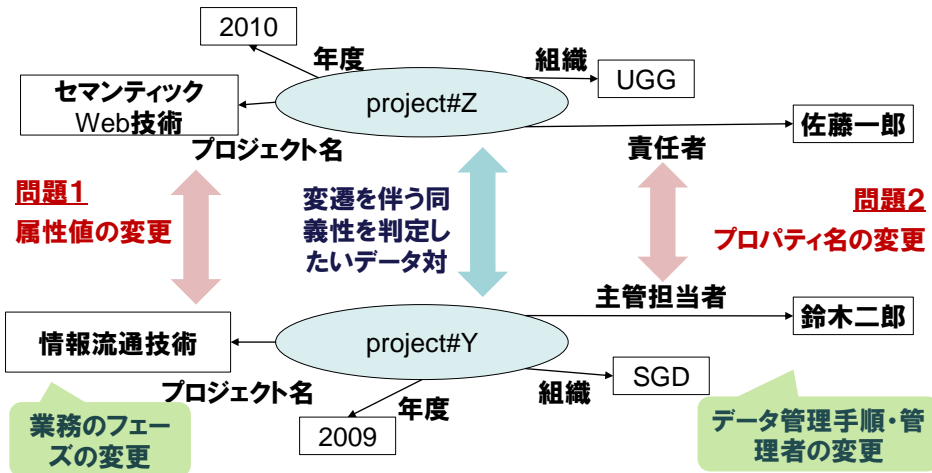 2010
年度
組織
UGG
セマンティック
Web技術
project#Z
佐藤一郎
プロジェクト名
責任者
問題1
属性値の変更
変遷を伴う同
義性を判定し
たいデータ対
問題2
プロパティ名の変更
主管担当者
鈴木二郎
情報流通技術
project#Y
プロジェクト名
年度
組織
SGD
2009
業務のフェー
ズの変更
データ管理手順・管
理者の変更